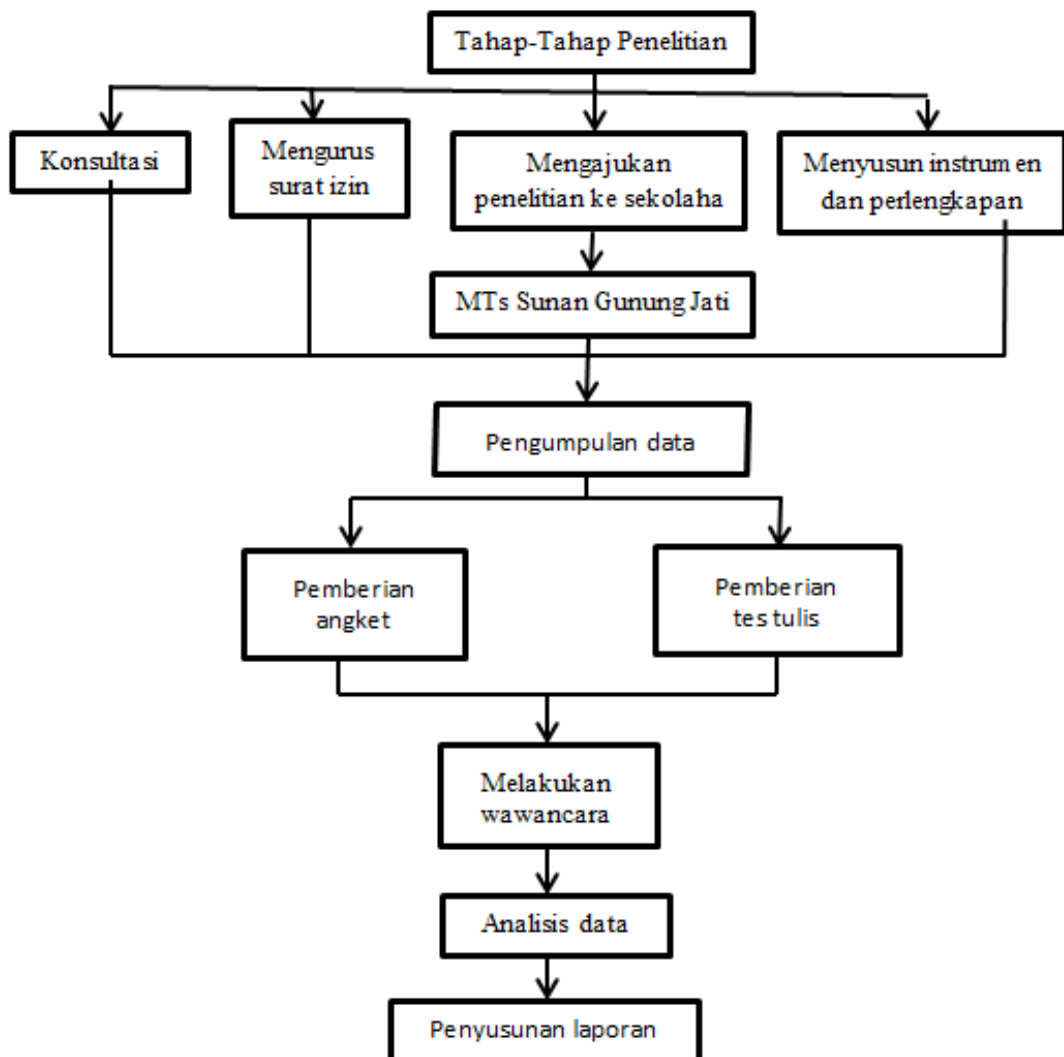 Tahap-Tahap Penelitian
Konsultasi
Mengurus
surat izin
Mengajukan
penelitian ke sekolaha
Menyusun instrumen
dan perlengkapan
MTs Sunan Gunung Jati
Pengumpulan data
Pemberian
angket
Pemberian
tes tulis
Melakukan
wawancara
Analisis data
Penyusunan laporan